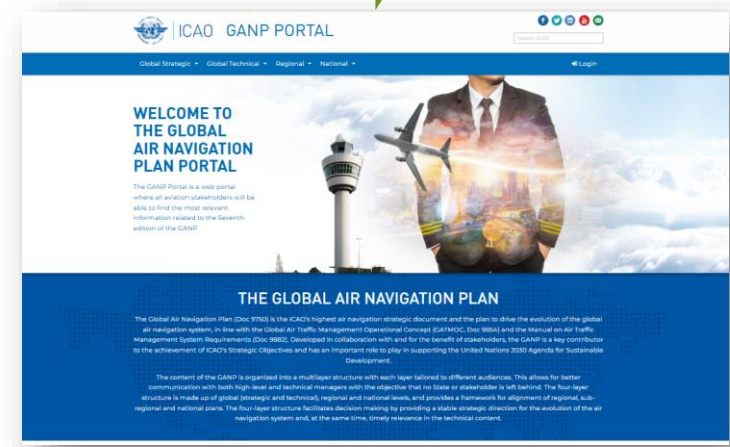 ICAO GANP PORTAL
Search ICAO
Global Strategic Global Technical Regional National Login
WELCOME TO
THE GLOBAL
AIR NAVIGATION
PLAN PORTAL
The GANP Portal is a web portal
where all aviation stakeholders will be
able to find the most relevant
information related to the Seventh
edition of the GANP
THE GLOBAL AIR NAVIGATION PLAN
The Global Air Navigation Plan (Doc 9750) is the ICAO's highest air navigation strategic document and the plan to drive the evolution of the global
air navigation system, in line with the Global Air Traffic Management Operational Concept (GATMOC, Doc 9854) and the Manual on Air Traffic
Management System Requirements (Doc 9882). Developed in collaboration with and for the benefit of stakeholders, the GANP is a key contributor
to the achievement of ICAO's Strategic Objectives and has an important role to play in supporting the United Nations 2030 Agenda for Sustainable
Development.
The content of the GANP is organized into a multilayer structure with each layer tailored to different audiences. This allows for better
communication with both high-level and technical managers with the objective that no State or stakeholder is left behind. The four-layer
structure is made up of global (strategic and technical), regional and national levels, and provides a framework for alignment of regional, sub-
regional and national plans. The four-layer structure facilitates decision making by providing a stable strategic direction for the evolution of the air
navigation system and, at the same time, timely relevance in the technical content.